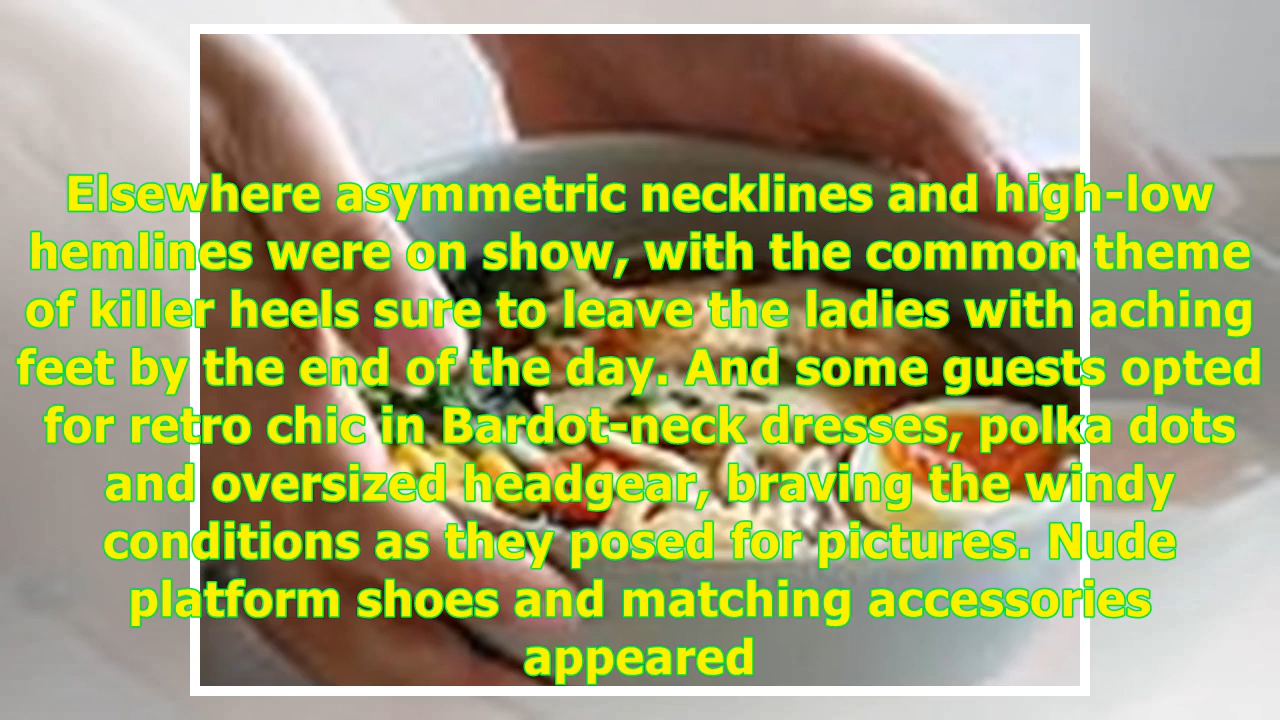 Elsewhere asymmetric necklines and high-low
hemlines were on show, with the common theme
of killer heels sure to leave the ladies with aching
feet by the end of the day. And some guests opted
for retro chic in Bardot-neck dresses, polka dots
and oversized headgear, braving the windy
conditions as they posed for pictures. Nude
platform shoes and matching accessories
appeared